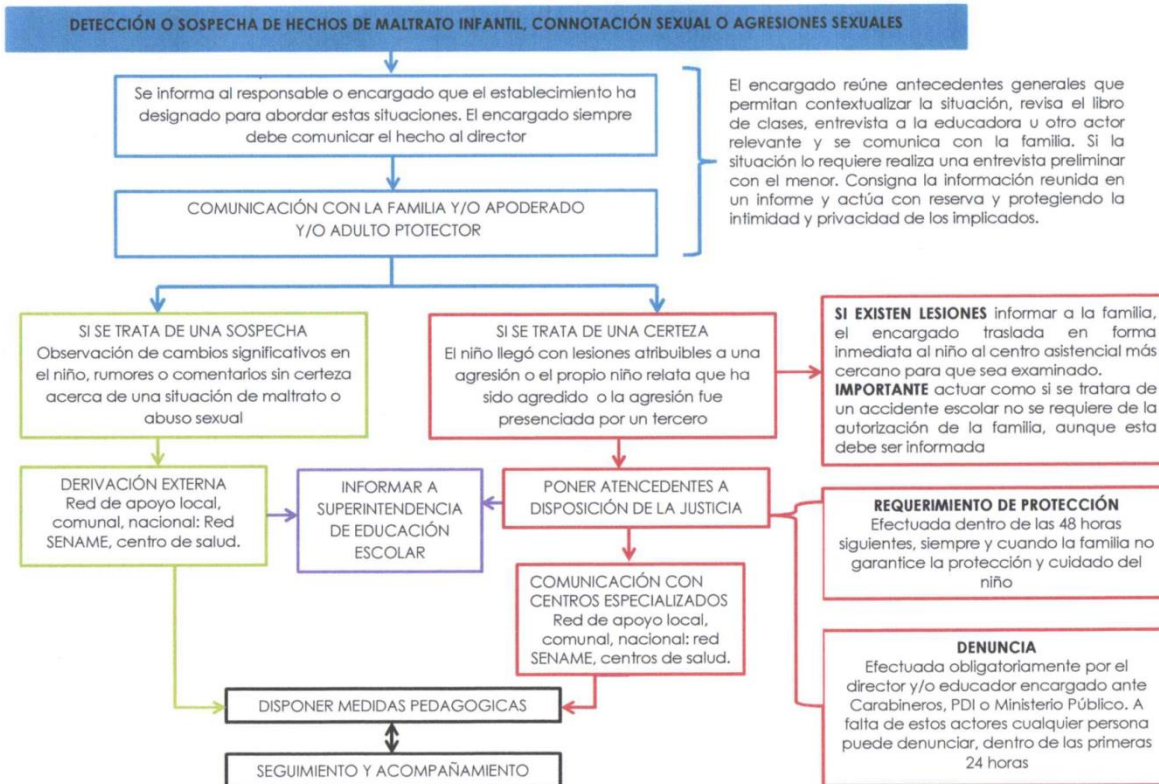 DETECCIÓN O SOSPECHA DE HECHOS DE MALTRATO INFANTIL, CONNOTACIÓN SEXUAL O AGRESIONES SEXUALES
Se informa al responsable o encargado que el establecimiento ha
designado para abordar estas situaciones. El encargado siempre
debe comunicar el hecho al director
El encargado reúne antecedentes generales que
permitan contextualizar la situación, revisa el libro
de clases, entrevista a la educadora u otro actor
relevante y se comunica con la familia. Si la
situación lo requiere realiza una entrevista preliminar
con el menor. Consigna la información reunida en
un informe y actúa con reserva y protegiendo la
intimidad y privacidad de los implicados.
COMUNICACIÓN CON LA FAMILIA Y/O APODERADO
Y/O ADULTO PTOTECTOR
SI SE TRATA DE UNA SOSPECHA
Observación de cambios significativos en
el niño, rumores o comentarios sin certeza
acerca de una situación de maltrato o
abuso sexual
SI SE TRATA DE UNA CERTEZA
El niño llegó con lesiones atribuibles a una
agresión o el propio niño relata que ha
sido agredido o la agresión fue
presenciada por un tercero
SI EXISTEN LESIONES informar a la familia,
el encargado traslada en forma
inmediata al niño al centro asistencial más
cercano para que sea examinado.
IMPORTANTE actuar como si se tratara de
un accidente escolar no se requiere de la
autorización de la familia, aunque esta
debe ser informada
DERIVACIÓN EXTERNA
Red de apoyo local,
comunal, nacional: Red
SENAME, centro de salud.
INFORMAR A
SUPERINTENDENCIA
DE EDUCACIÓN
ESCOLAR
PONER ATENCEDENTES A
DISPOSICIÓN DE LA JUSTICIA
REQUERIMIENTO DE PROTECCIÓN
Efectuada dentro de las 48 horas
siguientes, siempre y cuando la familia no
garantice la protección y cuidado del
niño
COMUNICACIÓN CON
CENTROS ESPECIALIZADOS
Red de apoyo local,
comunal, nacional: red
SENAME, centros de salud.
DENUNCIA
Efectuada obligatoriamente por el
director y/o educador encargado ante
Carabineros, PDI o Ministerio Público. A
falta de estos actores cualquier persona
puede denunciar, dentro de las primeras
24 horas
DISPONER MEDIDAS PEDAGOGICAS
SEGUIMIENTO Y ACOMPAÑAMIENTO